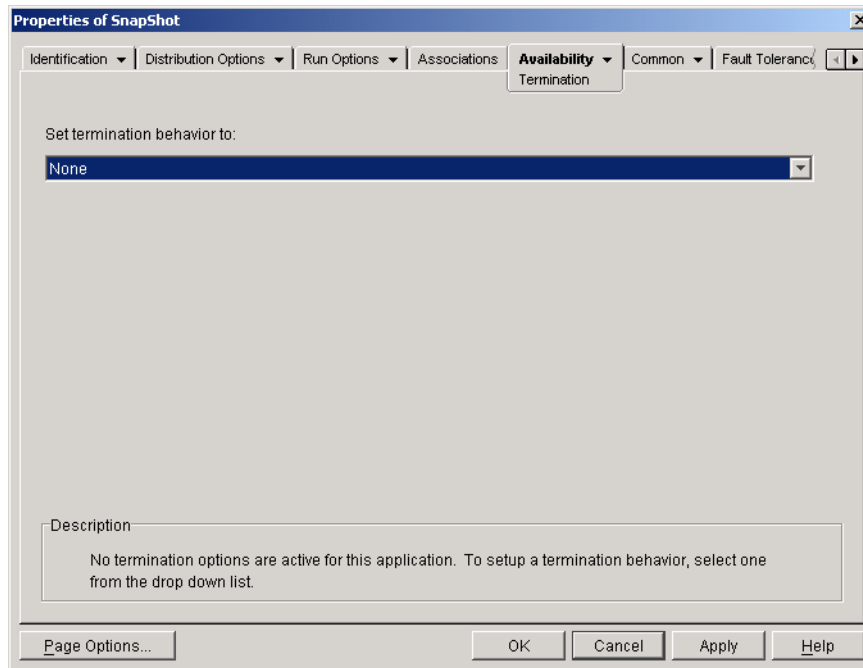 Properties of SnapShot
Identification
Distribution Options
Run Options
Associations
Availability
Common
Fault Toleranc
Termination
Set termination behavior to:
None
Description
No termination options are active for this application. To setup a termination behavior, select one
from the drop down list.
Page Options...
OK
Cancel
Apply
Help